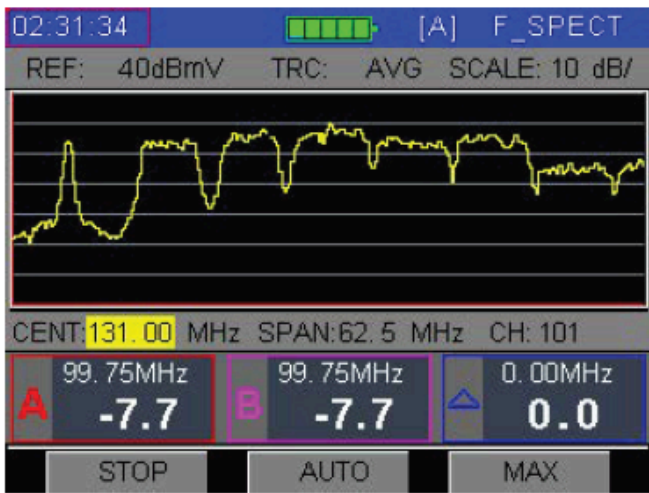 02:31:34 [A] F_SPECT
REF: 40dBmV TRC: AVG SCALE: 10 dB/
CENT:131.00 MHz SPAN:62.5 MHz CH: 101
99.75MHz 99.75MHz 0.00MHz
A -7.7 B -7.7 △ 0.0
STOP AUTO MAX